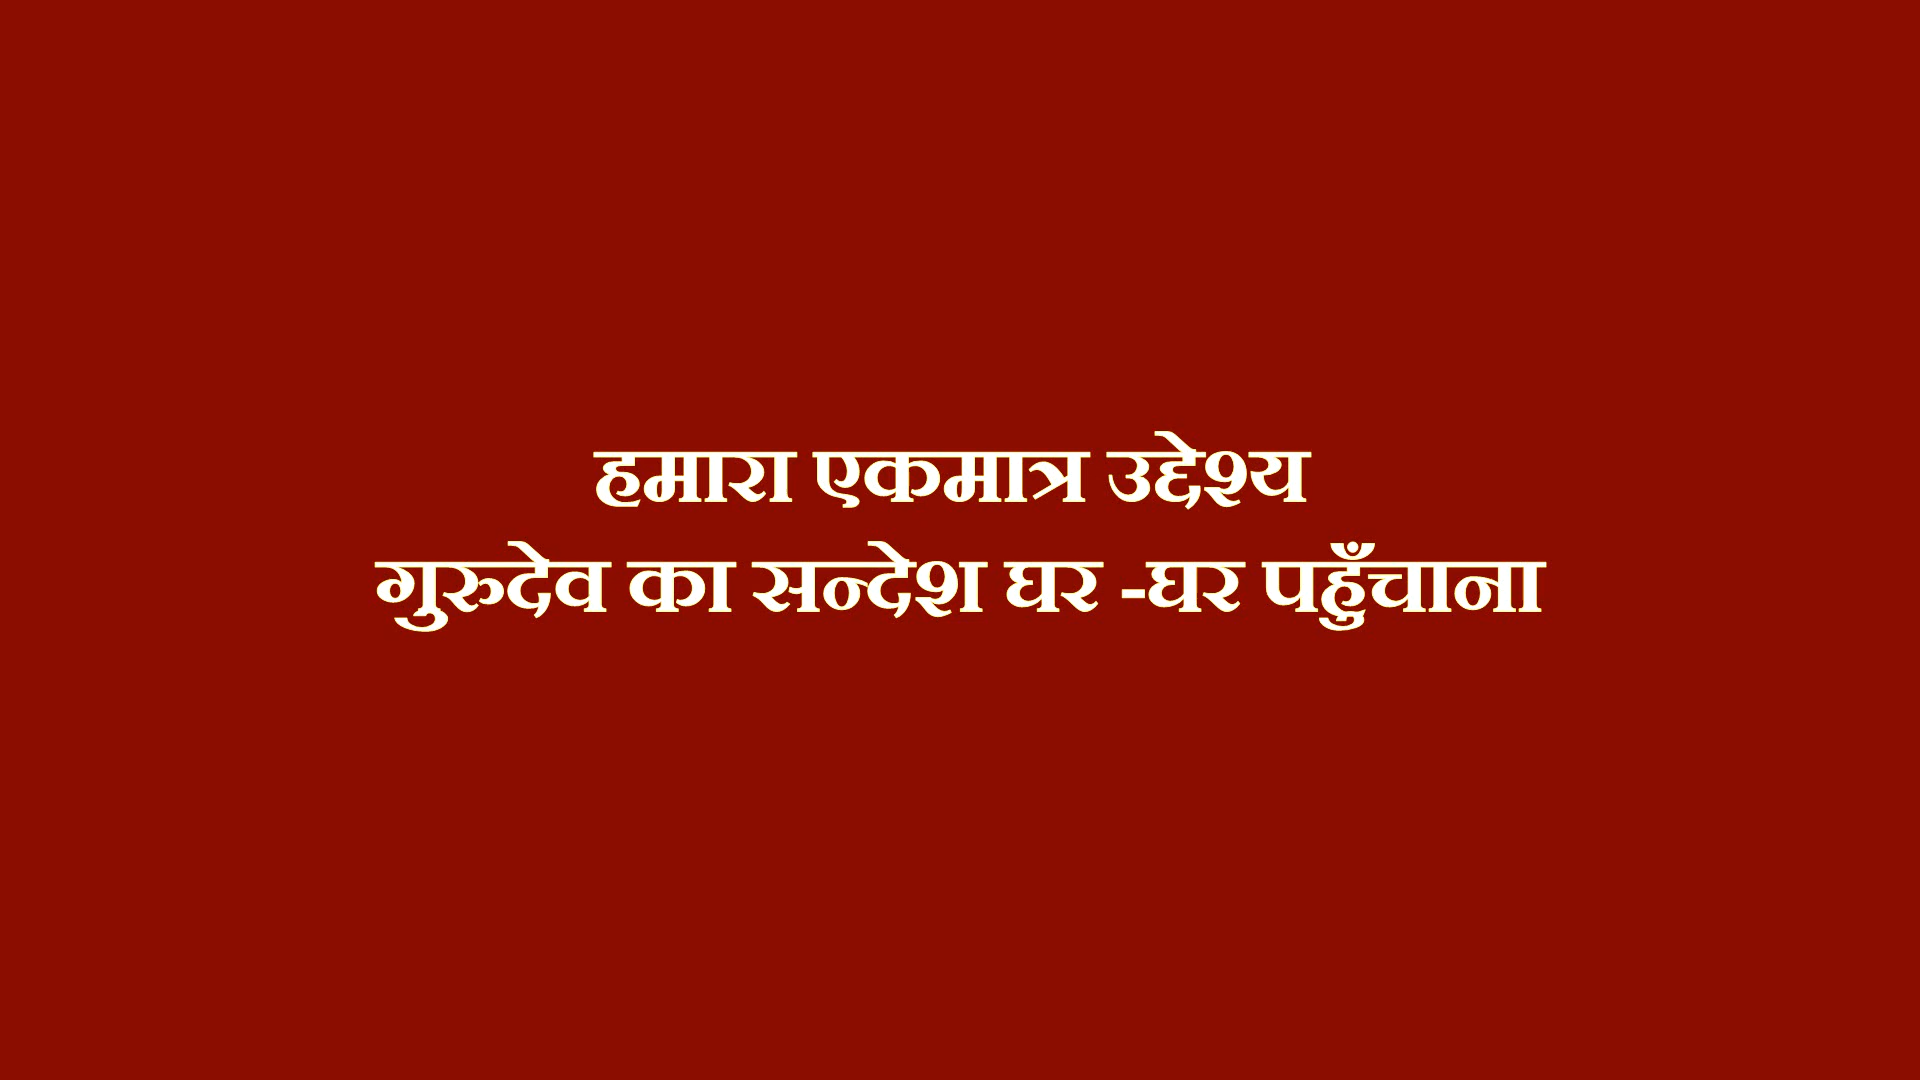 हमारा एकमात्र उद्देश्य
गुरुदेव का सन्देश घर -घर पहुँचाना